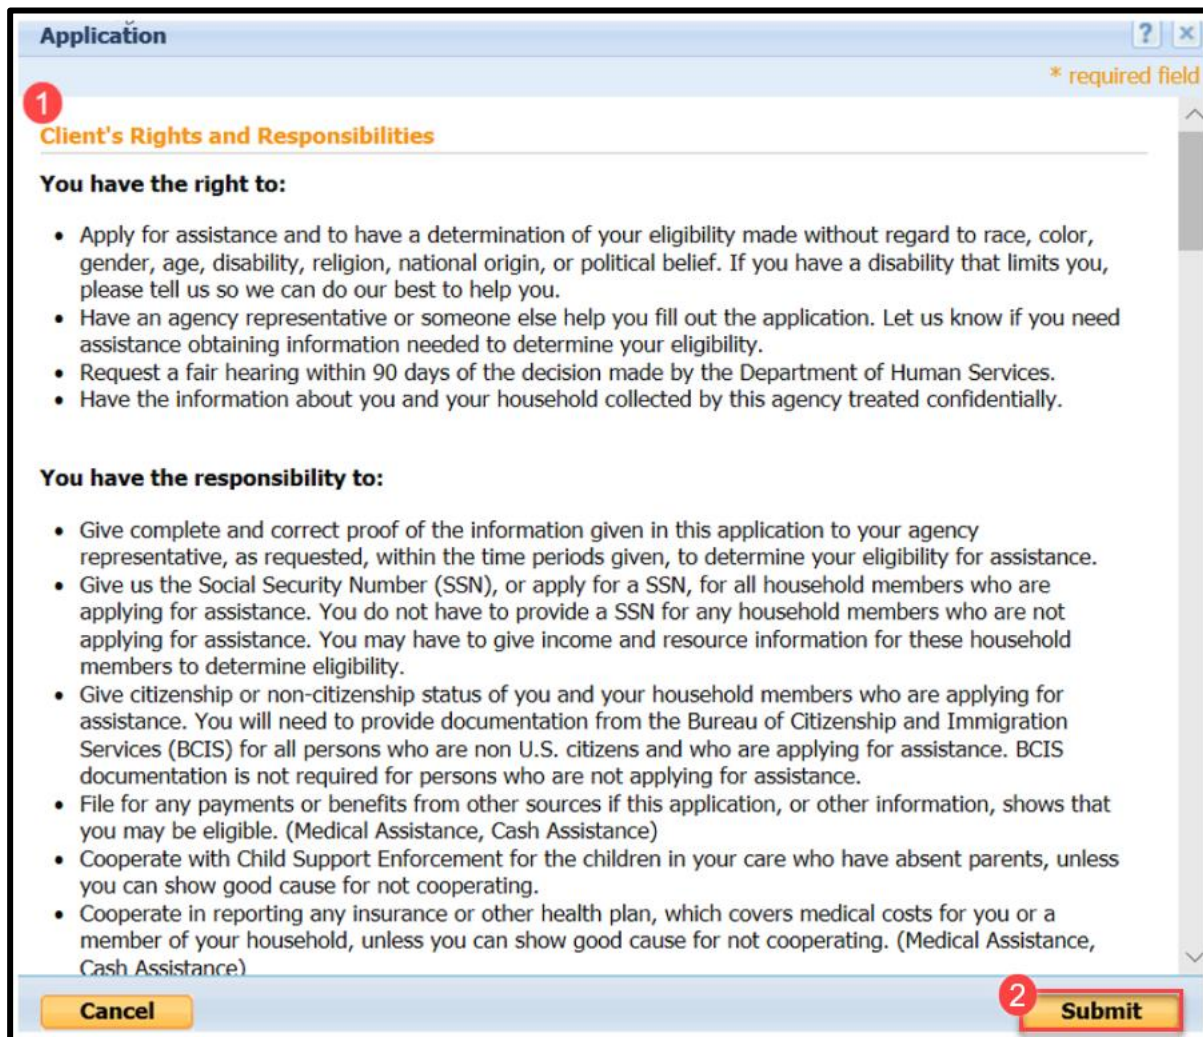 Application
? ×
* required field
1
Client's Rights and Responsibilities
You have the right to:
• Apply for assistance and to have a determination of your eligibility made without regard to race, color,
gender, age, disability, religion, national origin, or political belief. If you have a disability that limits you,
please tell us so we can do our best to help you.
• Have an agency representative or someone else help you fill out the application. Let us know if you need
assistance obtaining information needed to determine your eligibility.
• Request a fair hearing within 90 days of the decision made by the Department of Human Services.
• Have the information about you and your household collected by this agency treated confidentially.
You have the responsibility to:
• Give complete and correct proof of the information given in this application to your agency
representative, as requested, within the time periods given, to determine your eligibility for assistance.
• Give us the Social Security Number (SSN), or apply for a SSN, for all household members who are
applying for assistance. You do not have to provide a SSN for any household members who are not
applying for assistance. You may have to give income and resource information for these household
members to determine eligibility.
• Give citizenship or non-citizenship status of you and your household members who are applying for
assistance. You will need to provide documentation from the Bureau of Citizenship and Immigration
Services (BCIS) for all persons who are non U.S. citizens and who are applying for assistance. BCIS
documentation is not required for persons who are not applying for assistance.
• File for any payments or benefits from other sources if this application, or other information, shows that
you may be eligible. (Medical Assistance, Cash Assistance)
• Cooperate with Child Support Enforcement for the children in your care who have absent parents, unless
you can show good cause for not cooperating.
• Cooperate in reporting any insurance or other health plan, which covers medical costs for you or a
member of your household, unless you can show good cause for not cooperating. (Medical Assistance,
Cash Assistance)
Cancel
2
Submit